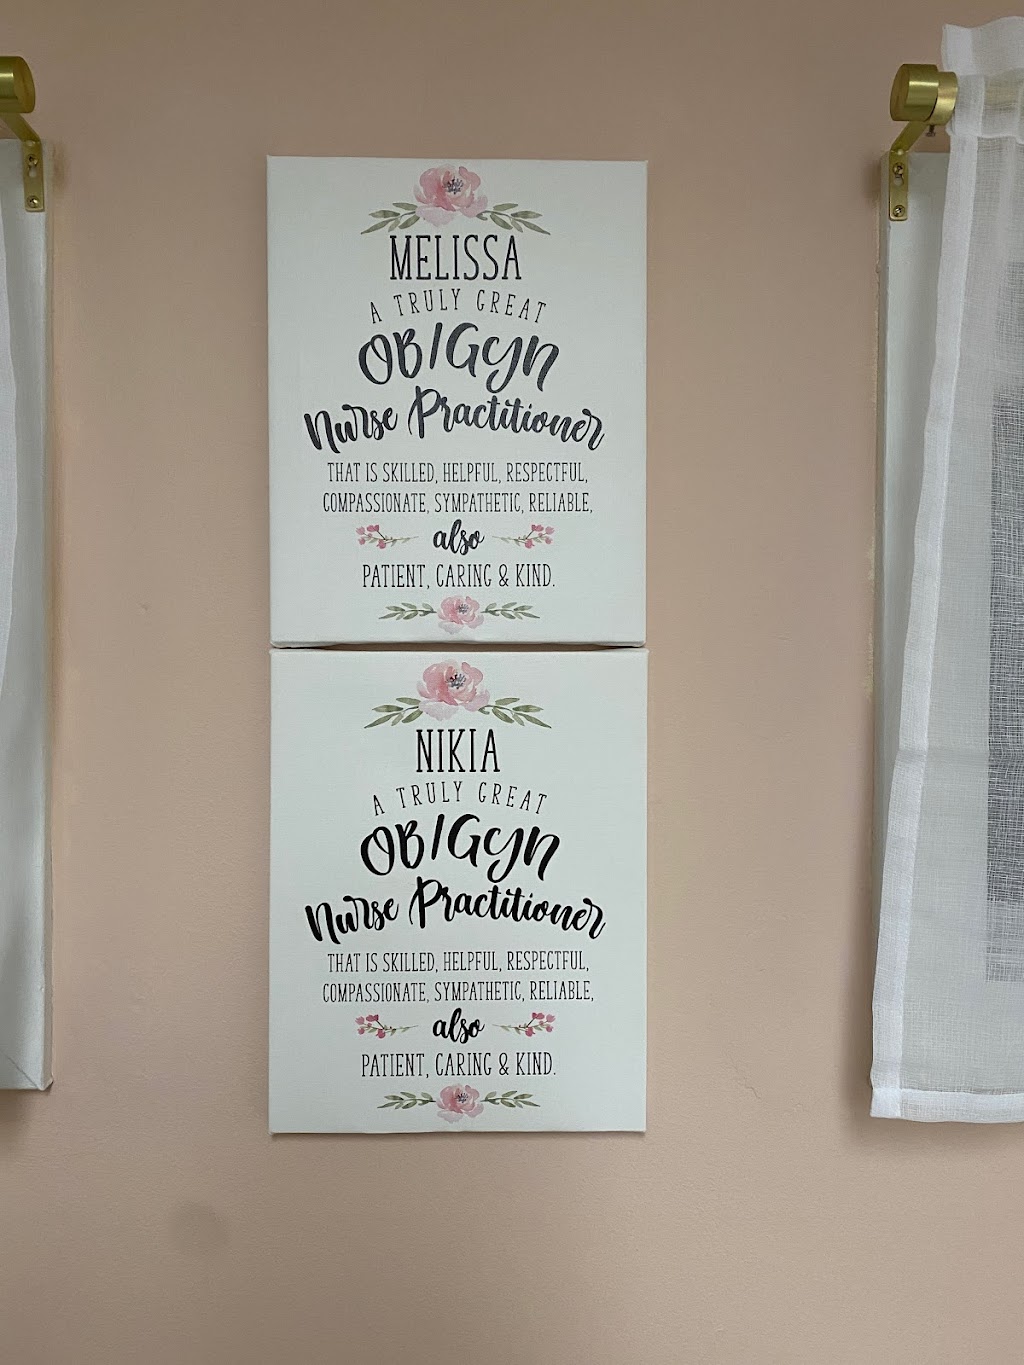 MELISSA
A TRULY GREAT
OB/Gyn
Nurse Practitioner
THAT IS SKILLED, HELPFUL, RESPECTFUL,
COMPASSIONATE, SYMPATHETIC, RELIABLE,
also
PATIENT, CARING & KIND.
NIKIA
A TRULY GREAT
OB/Gyn
Nurse Practitioner
THAT IS SKILLED, HELPFUL, RESPECTFUL,
COMPASSIONATE, SYMPATHETIC, RELIABLE,
also
PATIENT, CARING & KIND.